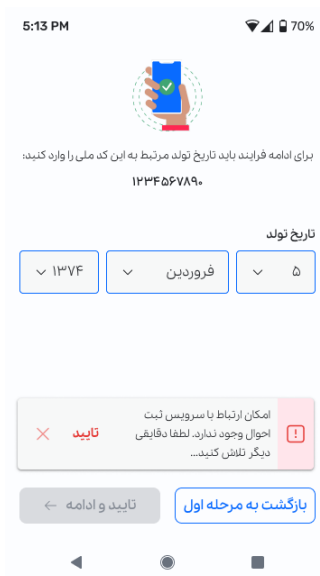 5:13 PM 70%
برای ادامه فرایند باید تاریخ تولد مرتبط به این کد ملی را وارد کنید:
۱۲۳۴۵۶۷۸۹۰
تاریخ تولد
۵ فروردین ۱۳۷۴
امکان ارتباط با سرویس ثبت
احوال وجود ندارد. لطفا دقایقی
دیگر تلاش کنید...
تایید
بازگشت به مرحله اول تایید و ادامه